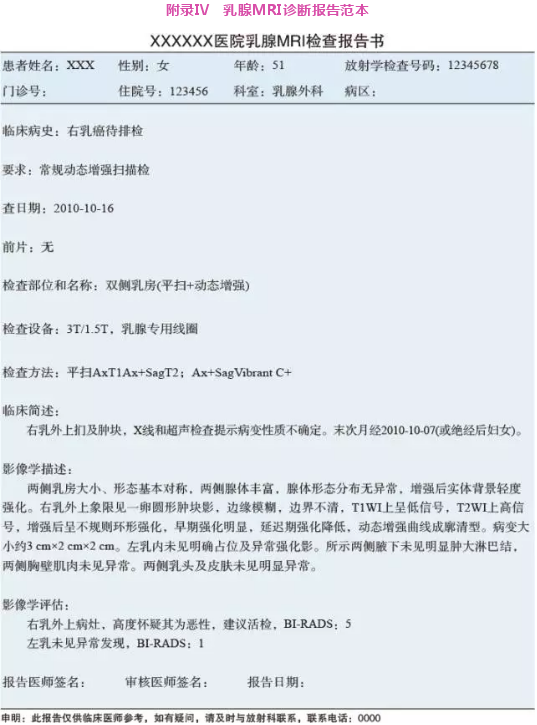 附录IV 乳腺MRI诊断报告范本
XXXXXX医院乳腺MRI检查报告书
患者姓名：XXX 性别：女 年龄：51 放射学检查号码：12345678
门诊号： 住院号：123456 科室：乳腺外科 病区：
临床病史：右乳癌待排检
要求：常规动态增强扫描检
查日期：2010-10-16
前片：无
检查部位和名称：双侧乳房(平扫+动态增强)
检查设备：3T/1.5T，乳腺专用线圈
检查方法：平扫AxT1Ax+SagT2；Ax+SagVibrant C+
临床简述：
右乳外上扪及肿块，X线和超声检查提示病变性质不确定。末次月经2010-10-07(或绝经后妇女)。
影像学描述：
两侧乳房大小、形态基本对称，两侧腺体丰富，腺体形态分布无异常，增强后实体背景轻度
强化。右乳外上象限见一卵圆形肿块影，边缘模糊，边界不清，T1WI上呈低信号，T2WI上高信
号，增强后呈不规则环形强化，早期强化明显，延迟期强化降低，动态增强曲线成廓清型。病变大
小约3 cm×2 cm×2 cm。左乳内未见明确占位及异常强化影。所示两侧腋下未见明显肿大淋巴结，
两侧胸壁肌肉未见异常。两侧乳头及皮肤未见明显异常。
影像学评估：
右乳外上病灶，高度怀疑其为恶性，建议活检，BI-RADS：5
左乳未见异常发现，BI-RADS：1
报告医师签名： 审核医师签名： 报告日期：
申明：此报告仅供临床医师参考，如有疑问，请及时与放射科联系，联系电话：0000